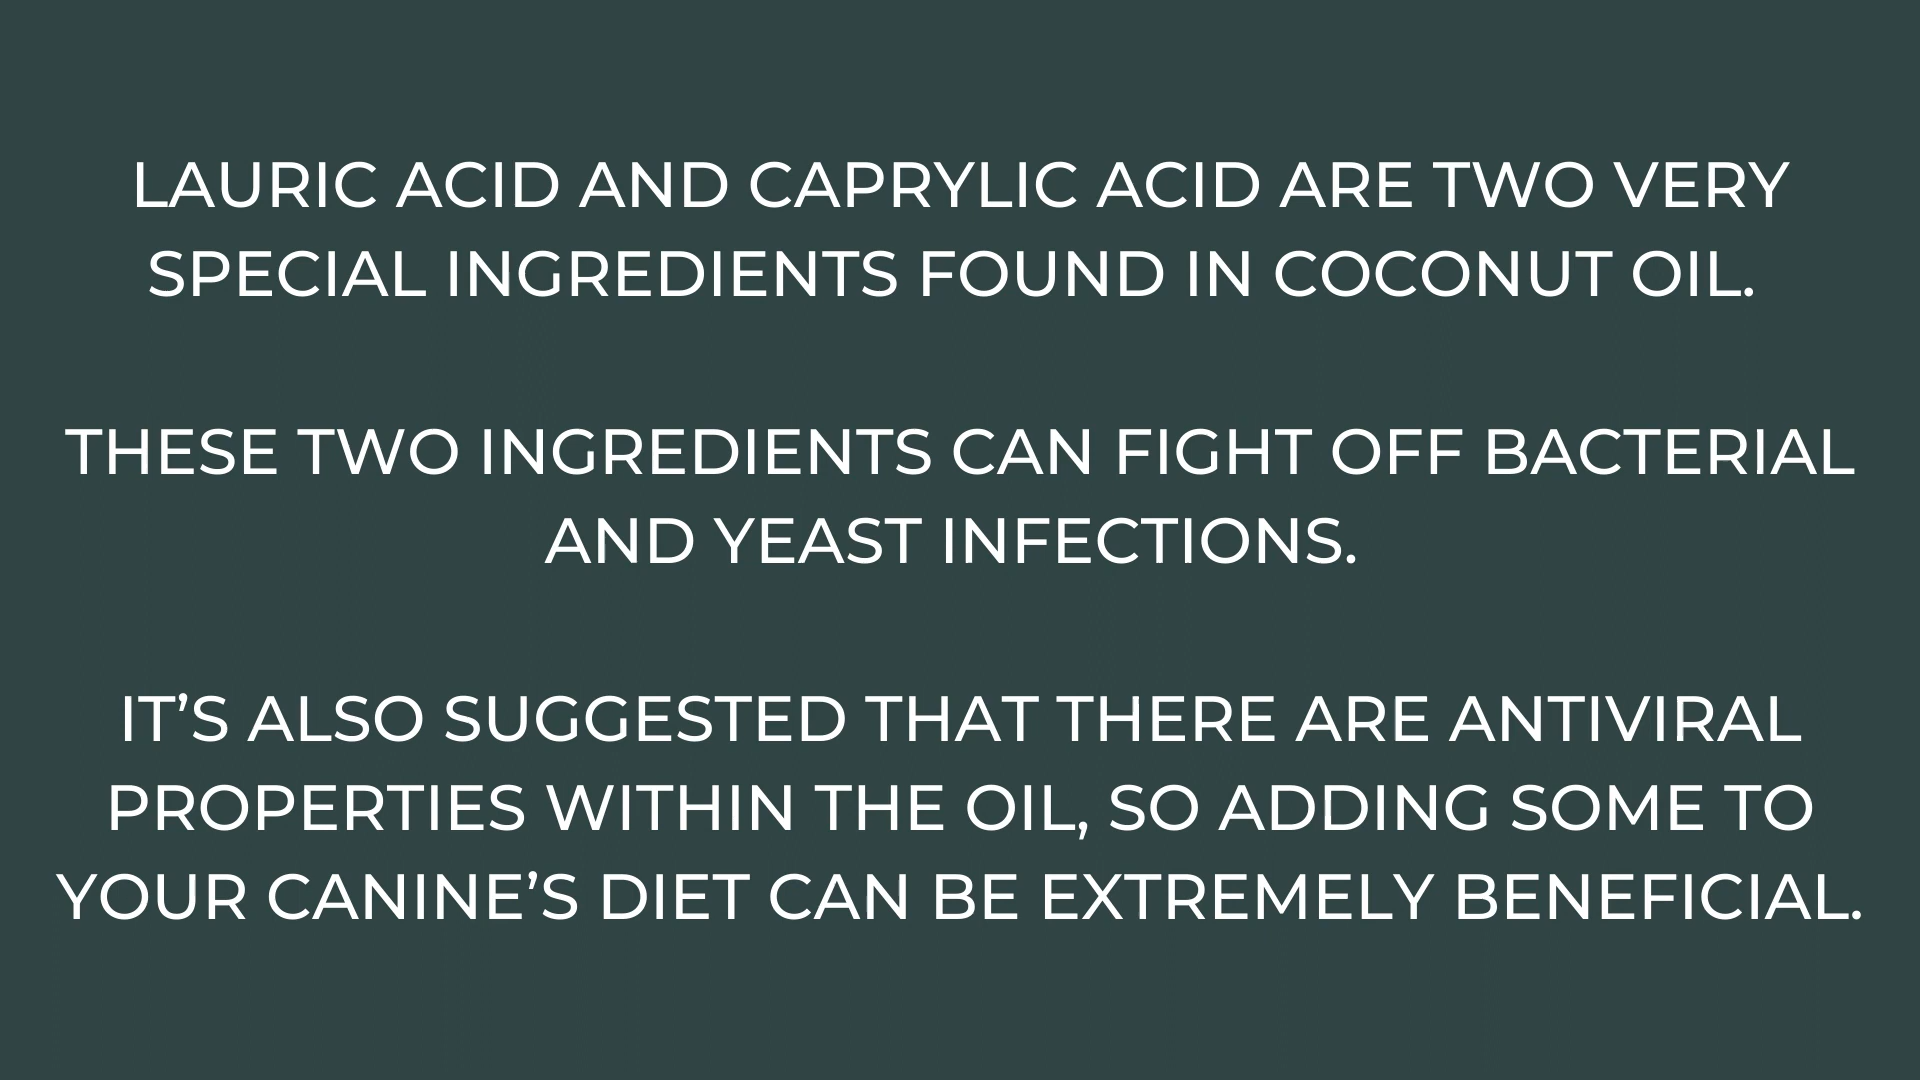 LAURIC ACID AND CAPRYLIC ACID ARE TWO VERY
SPECIAL INGREDIENTS FOUND IN COCONUT OIL.
THESE TWO INGREDIENTS CAN FIGHT OFF BACTERIAL
AND YEAST INFECTIONS.
IT’S ALSO SUGGESTED THAT THERE ARE ANTIVIRAL
PROPERTIES WITHIN THE OIL, SO ADDING SOME TO
YOUR CANINE’S DIET CAN BE EXTREMELY BENEFICIAL.